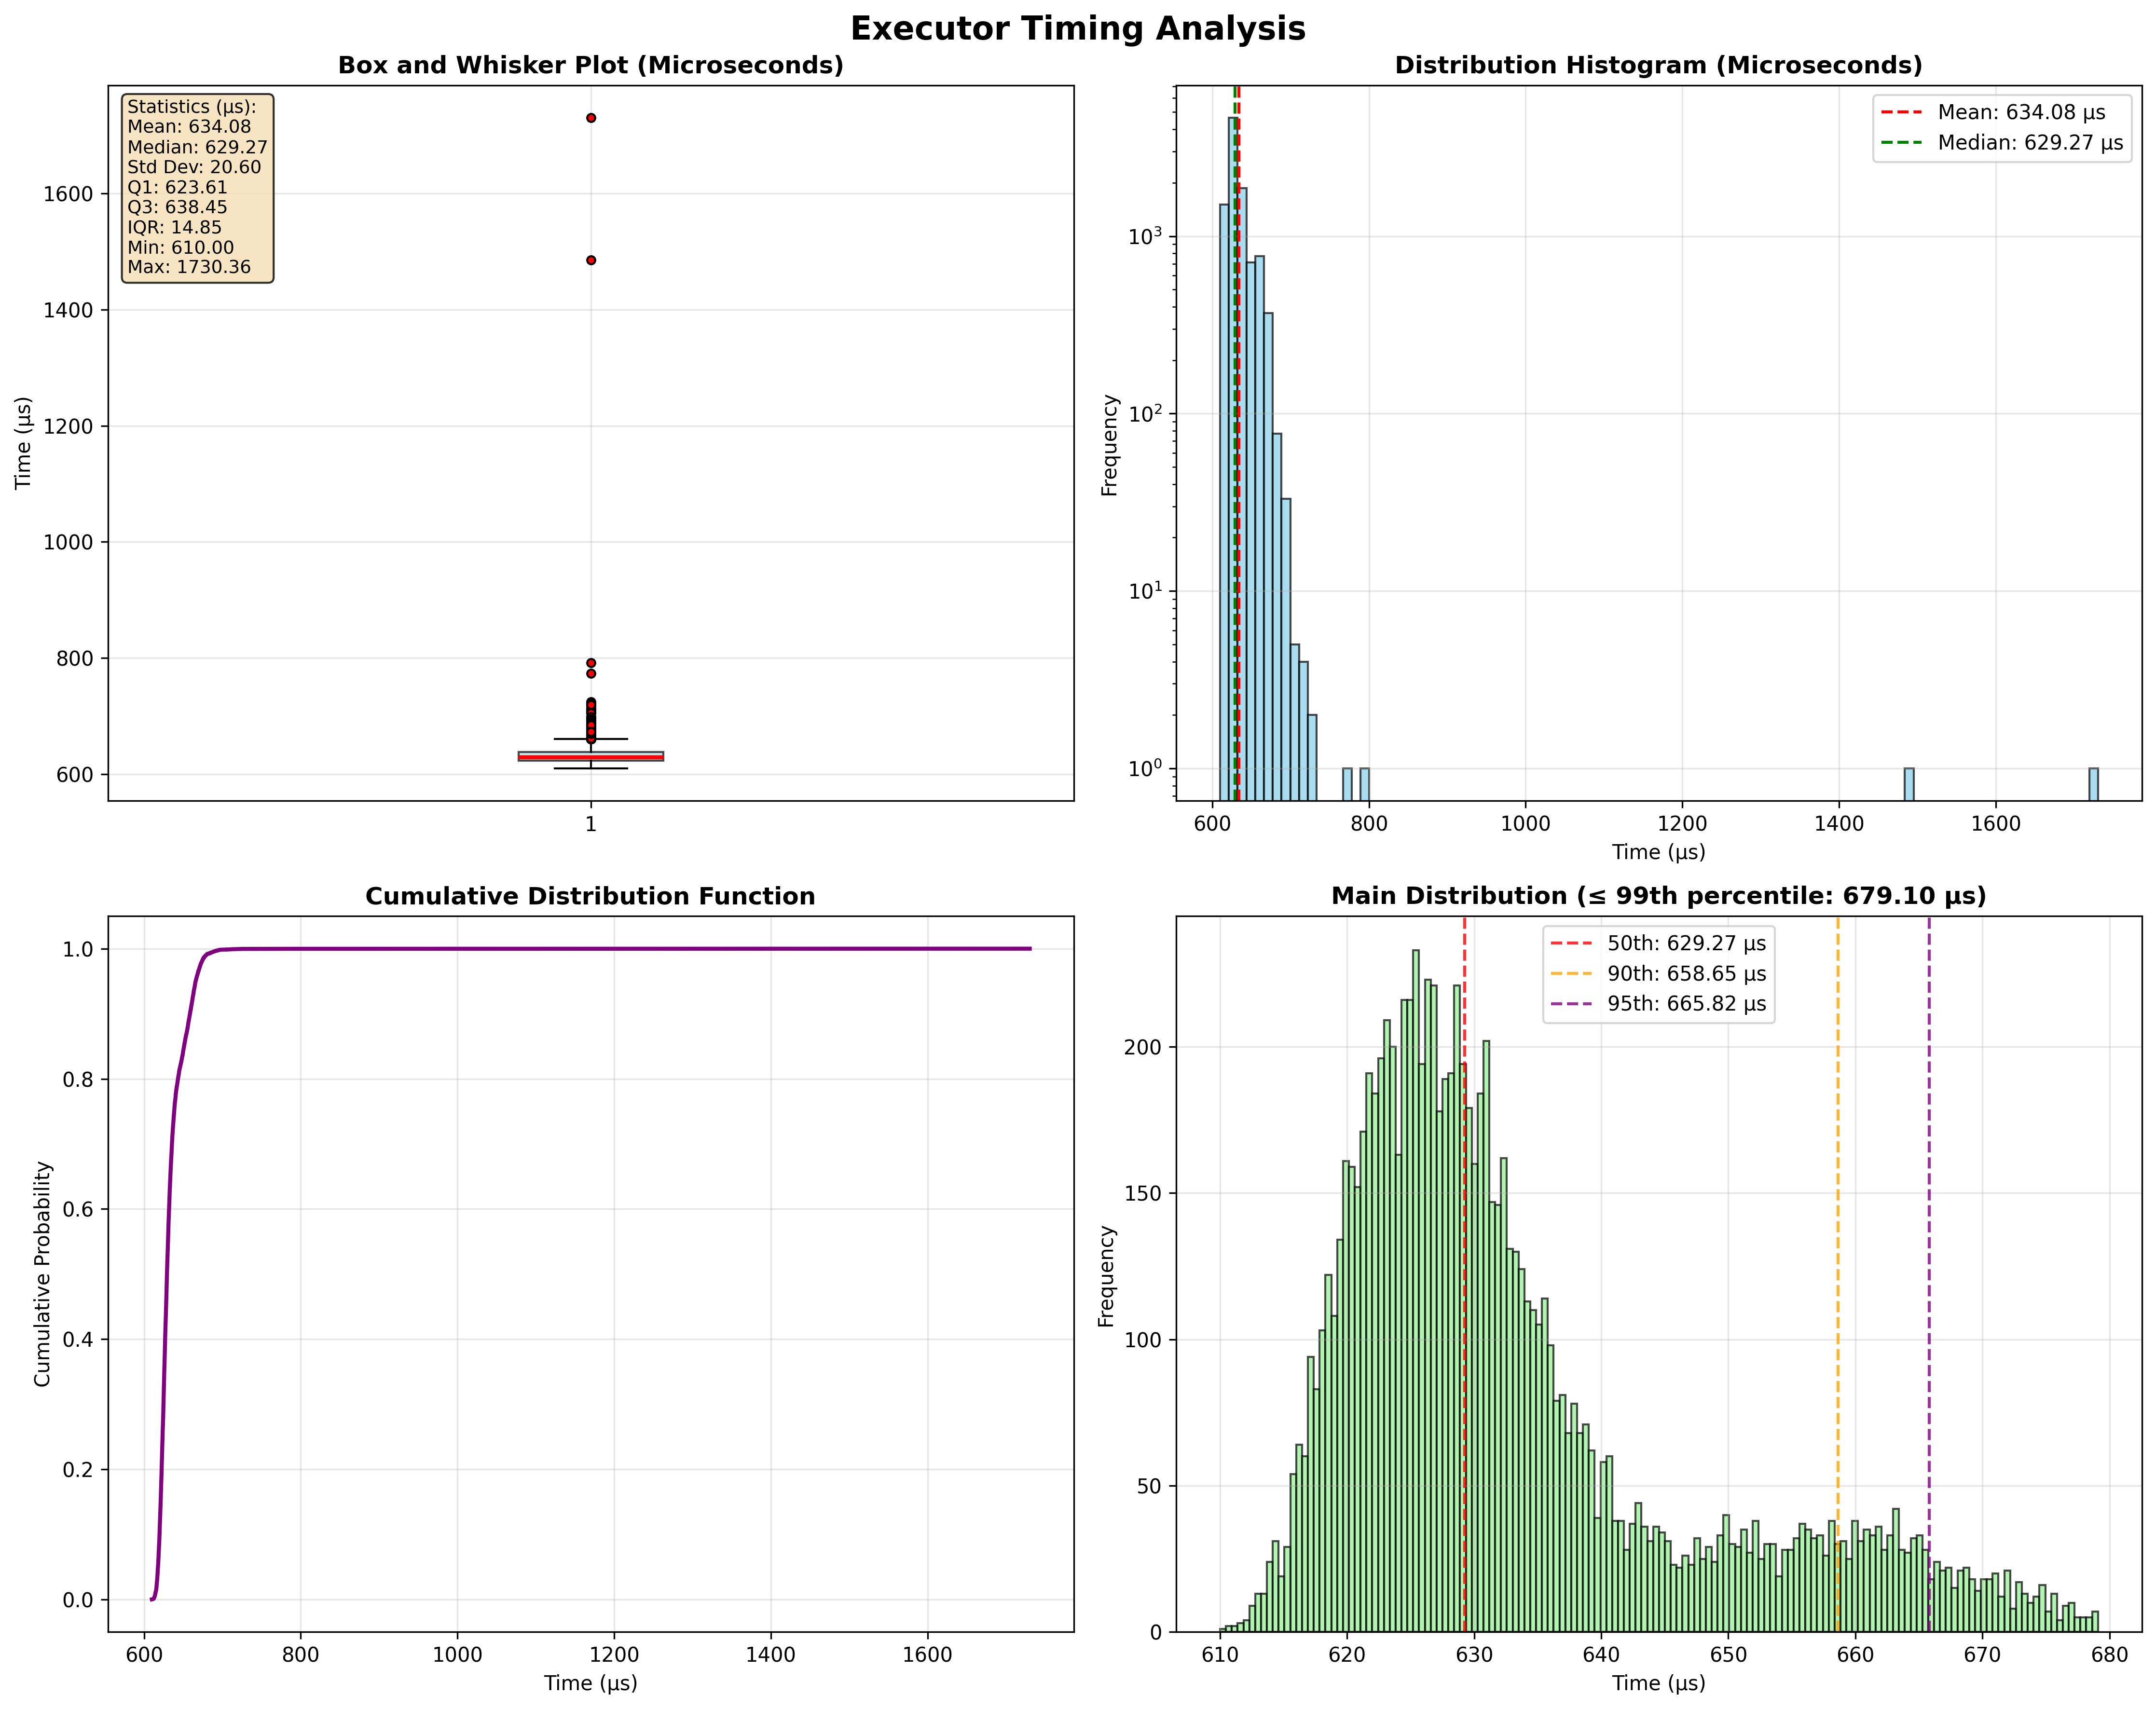 Executor Timing Analysis
Box and Whisker Plot (Microseconds)
Statistics (µs):
Mean: 634.08
Median: 629.27
Std Dev: 20.60
Q1: 623.61
Q3: 638.45
IQR: 14.85
Min: 610.00
Max: 1730.36
Time (µs)
1600
1400
1200
1000
800
600
1
Distribution Histogram (Microseconds)
Mean: 634.08 µs
Median: 629.27 µs
Frequency
10³
10²
10¹
10⁰
600 800 1000 1200 1400 1600
Time (µs)
Cumulative Distribution Function
Cumulative Probability
1.0
0.8
0.6
0.4
0.2
0.0
600 800 1000 1200 1400 1600
Time (µs)
Main Distribution (≤ 99th percentile: 679.10 µs)
50th: 629.27 µs
90th: 658.65 µs
95th: 665.82 µs
Frequency
200
150
100
50
0
610 620 630 640 650 660 670 680
Time (µs)